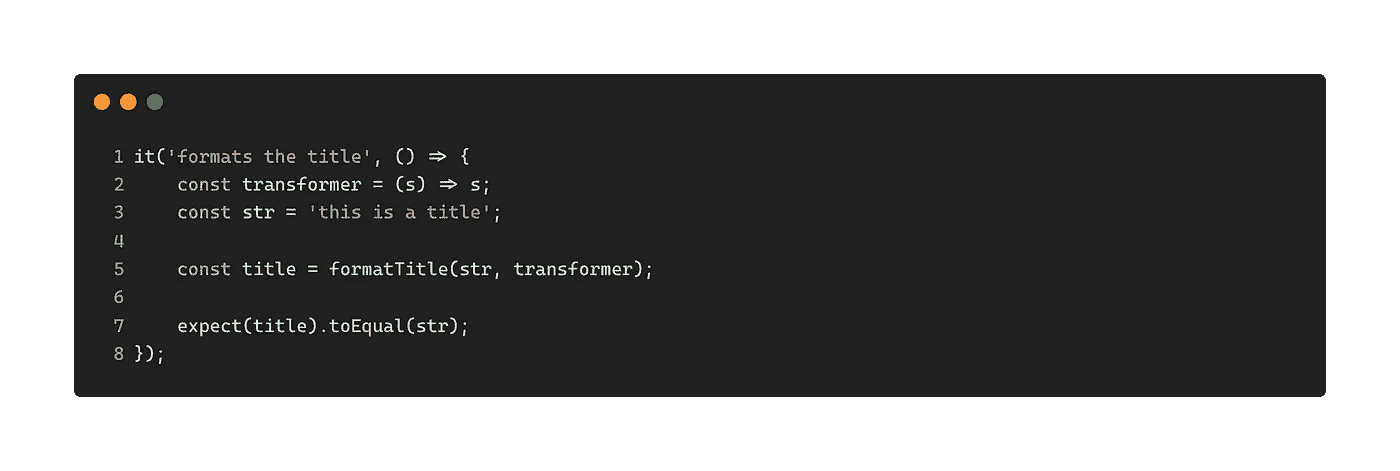 1 it('formats the title', () => {
2     const transformer = (s) => s;
3     const str = 'this is a title';
4
5     const title = formatTitle(str, transformer);
6
7     expect(title).toEqual(str);
8 });